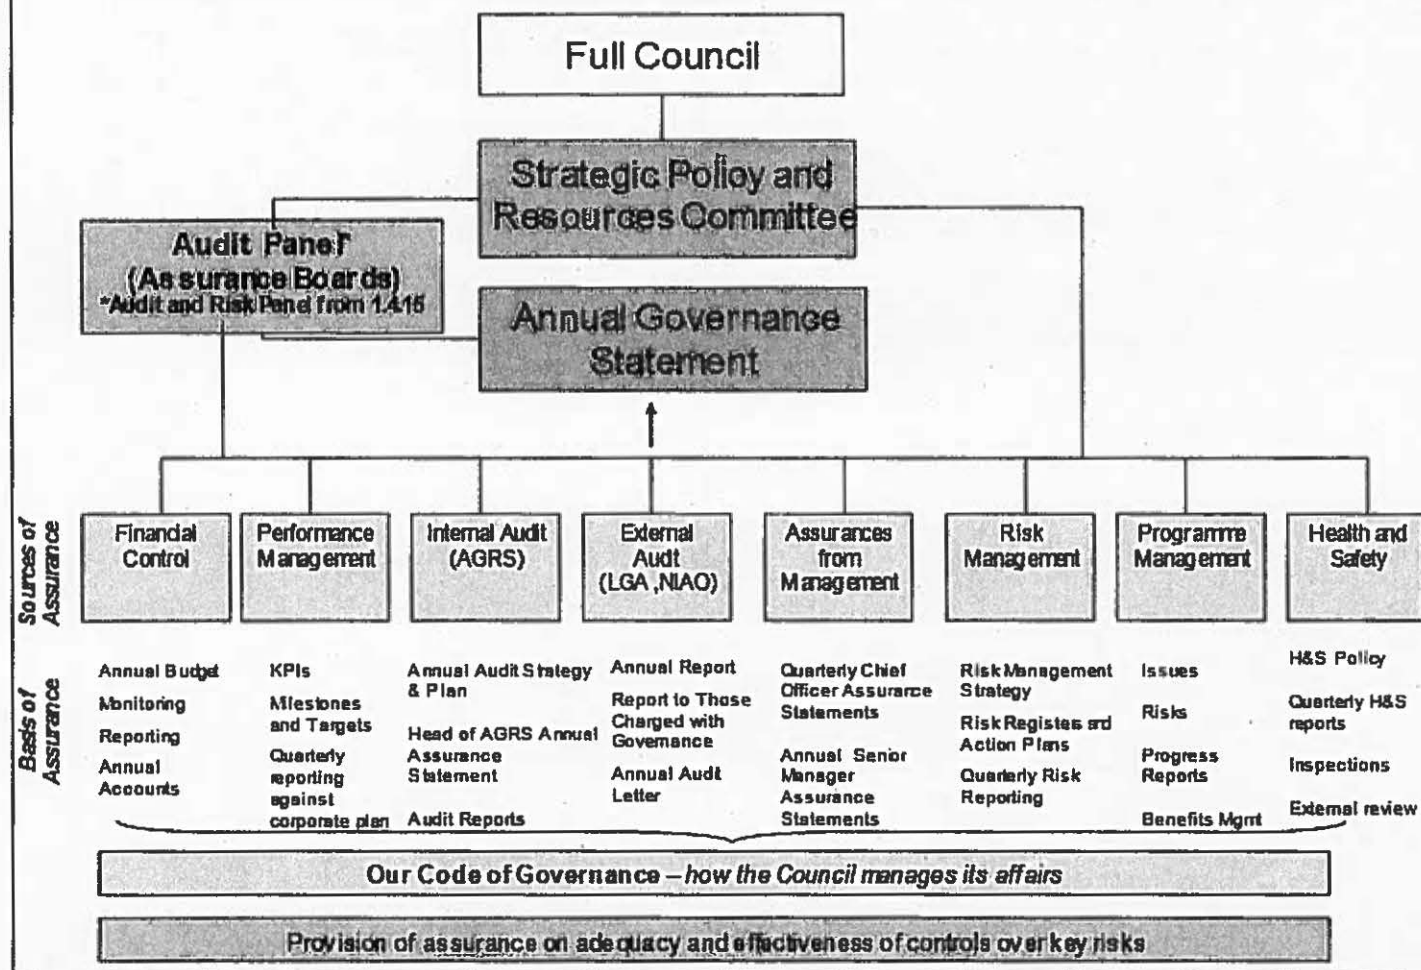 Full Council
Strategic Policy and
Resources Committee
Audit Panel*
(Assurance Boards)
*Audit and Risk Panel from 1.4.15
Annual Governance
Statement
Sources of
Assurance
Financial
Control
Performance
Management
Internal Audit
(AGRS)
External
Audit
(LGA ,NIAO)
Assurances
from
Management
Risk
Management
Programme
Management
Health and
Safety
Basis of
Assurance
Annual Budget
Monitoring
Reporting
Annual
Accounts
KPIs
Milestones
and Targets
Quarterly
reporting
against
corporate plan
Annual Audit Strategy
& Plan
Head of AGRS Annual
Assurance
Statement
Audit Reports
Annual Report
Report to Those
Charged with
Governance
Annual Audit
Letter
Quarterly Chief
Officer Assurance
Statements
Annual Senior
Manager
Assurance
Statements
Risk Management
Strategy
Risk Registers and
Action Plans
Quarterly Risk
Reporting
Issues
Risks
Progress
Reports
Benefits Mgmt
H&S Policy
Quarterly H&S
reports
Inspections
External review
Our Code of Governance – how the Council manages its affairs
Provision of assurance on adequacy and effectiveness of controls over key risks